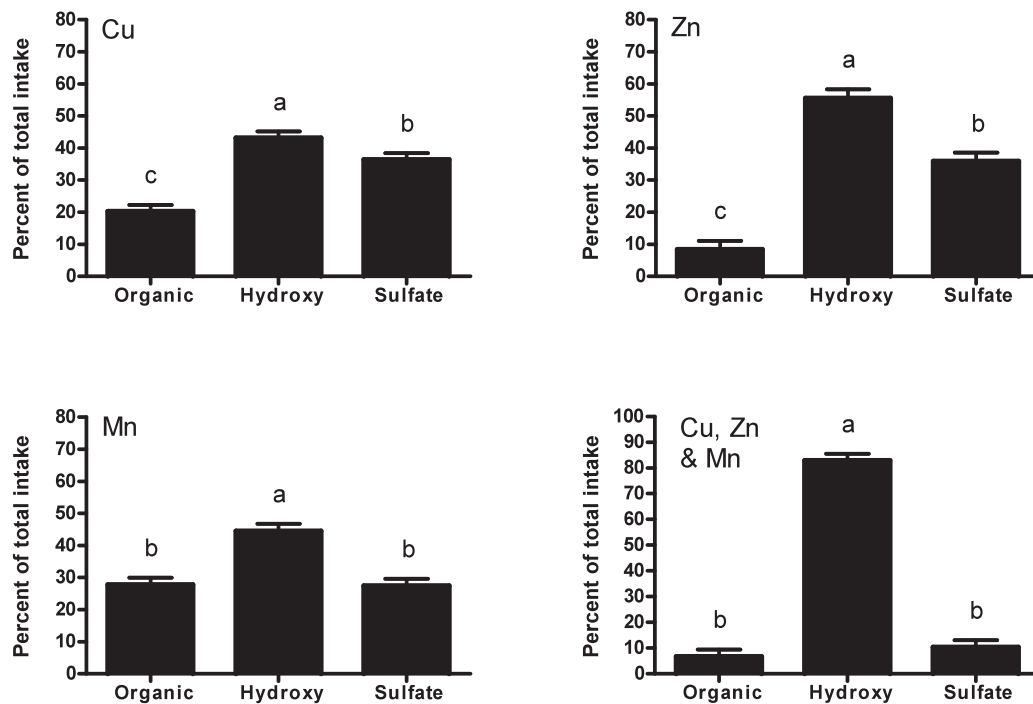 Cu
Percent of total intake
80
70
60
50
40
30
20
10
0
c
a
b
Organic Hydroxy Sulfate
Zn
Percent of total intake
80
70
60
50
40
30
20
10
0
c
a
b
Organic Hydroxy Sulfate
Mn
Percent of total intake
80
70
60
50
40
30
20
10
0
b
a
b
Organic Hydroxy Sulfate
Cu, Zn
& Mn
Percent of total intake
100
90
80
70
60
50
40
30
20
10
0
b
a
b
Organic Hydroxy Sulfate